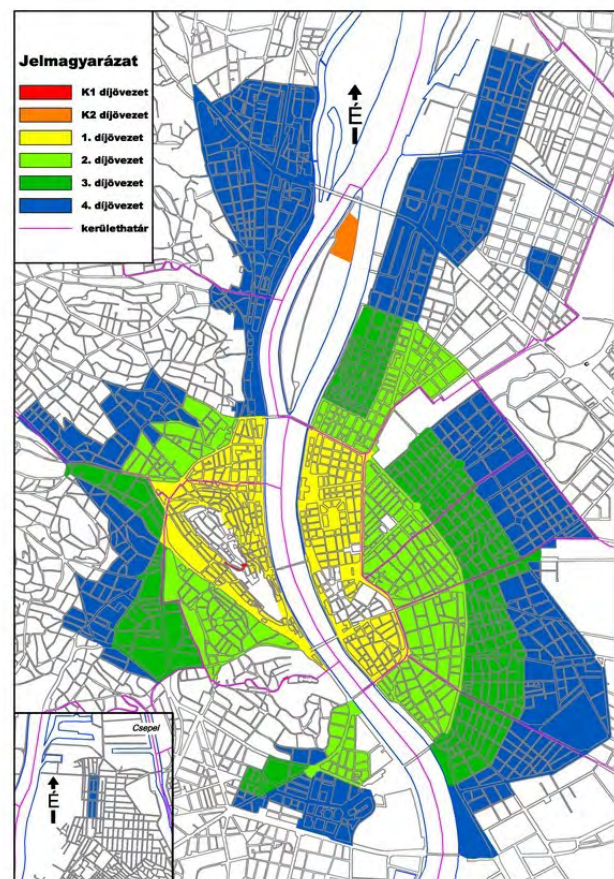 Jelmagyarázat
K1 díjövezet
K2 díjövezet
1. díjövezet
2. díjövezet
3. díjövezet
4. díjövezet
kerülethatár
É
Csepel
É